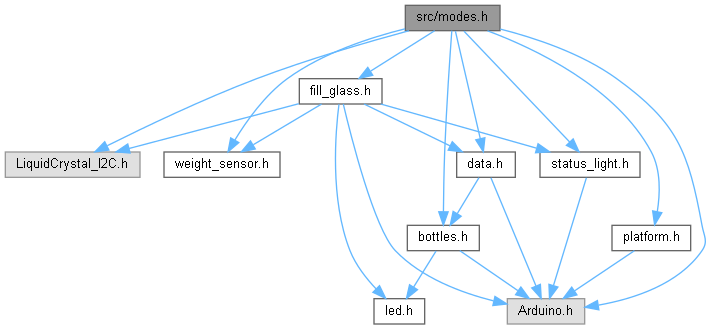 src/modes.h
fill_glass.h
LiquidCrystal_I2C.h
weight_sensor.h
data.h
status_light.h
bottles.h
platform.h
led.h
Arduino.h